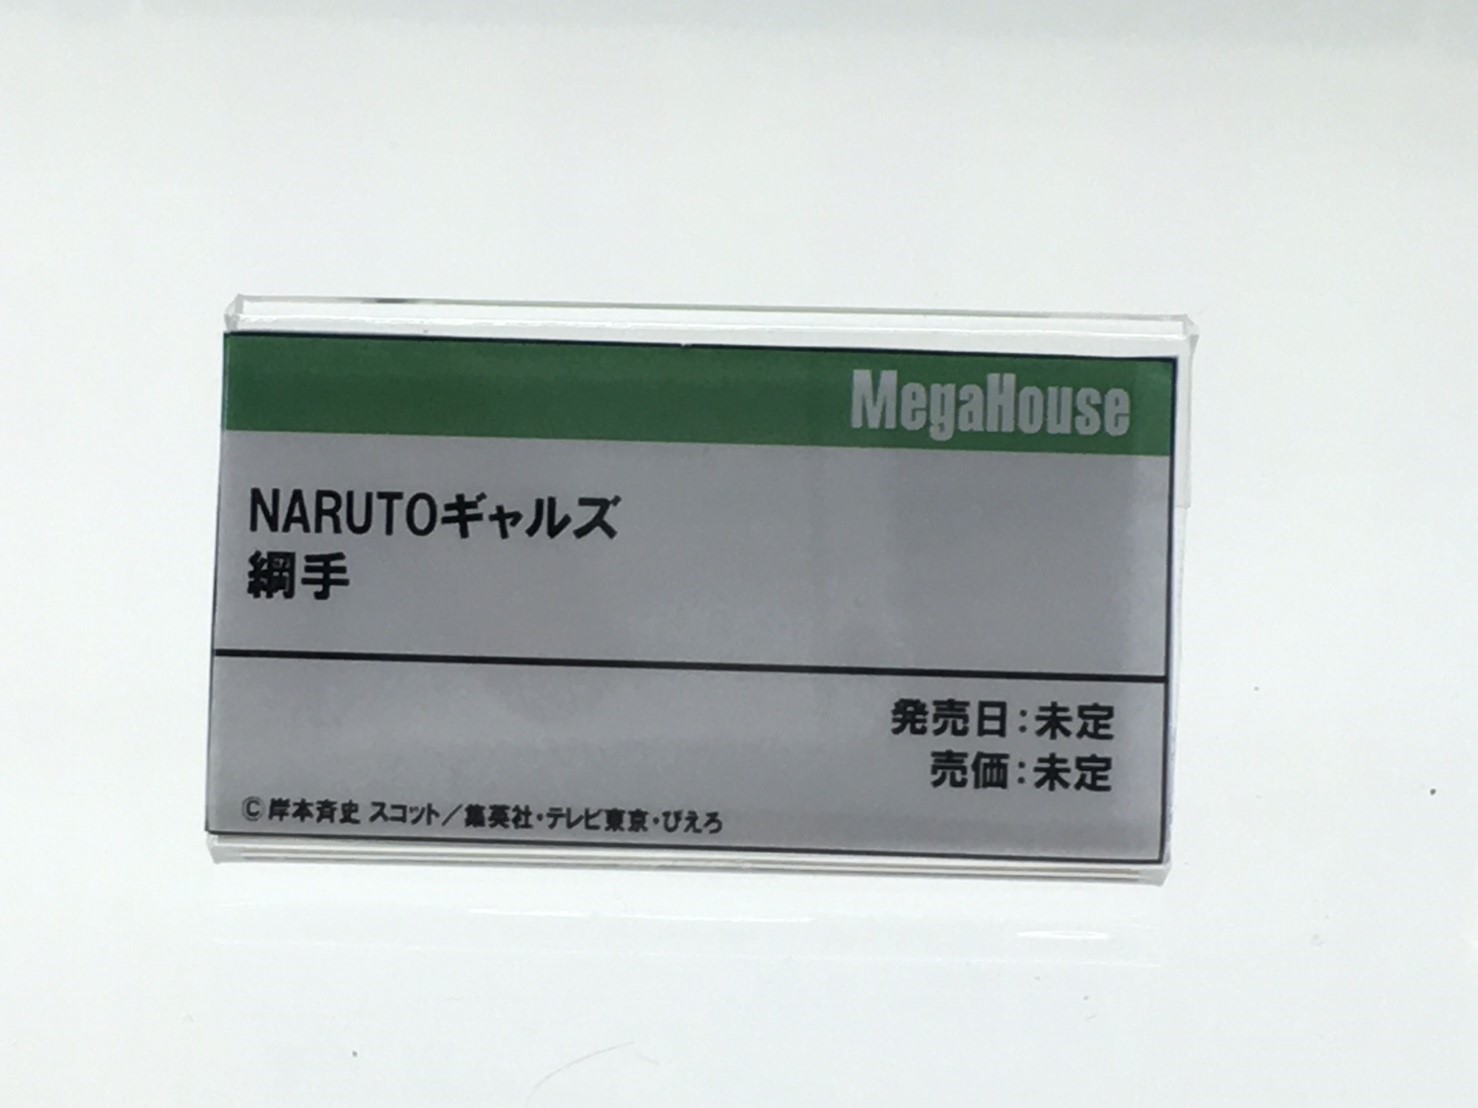 MegaHouse
NARUTOギャルズ
綱手
発売日：未定
売価：未定
©岸本斉史 スコット／集英社・テレビ東京・ぴえろ